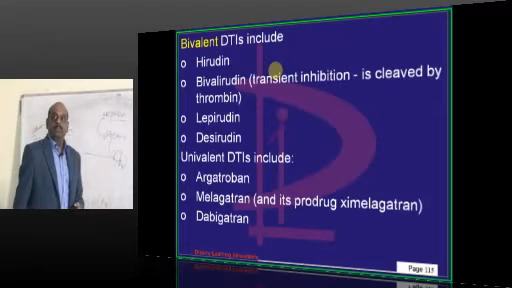 Bivalent DTIs include
o Hirudin
o Bivalirudin (transient inhibition - is cleaved by
thrombin)
o Lepirudin
o Desirudin
Univalent DTIs include:
o Argatroban
o Melagatran (and its prodrug ximelagatran)
o Dabigatran
Page 115